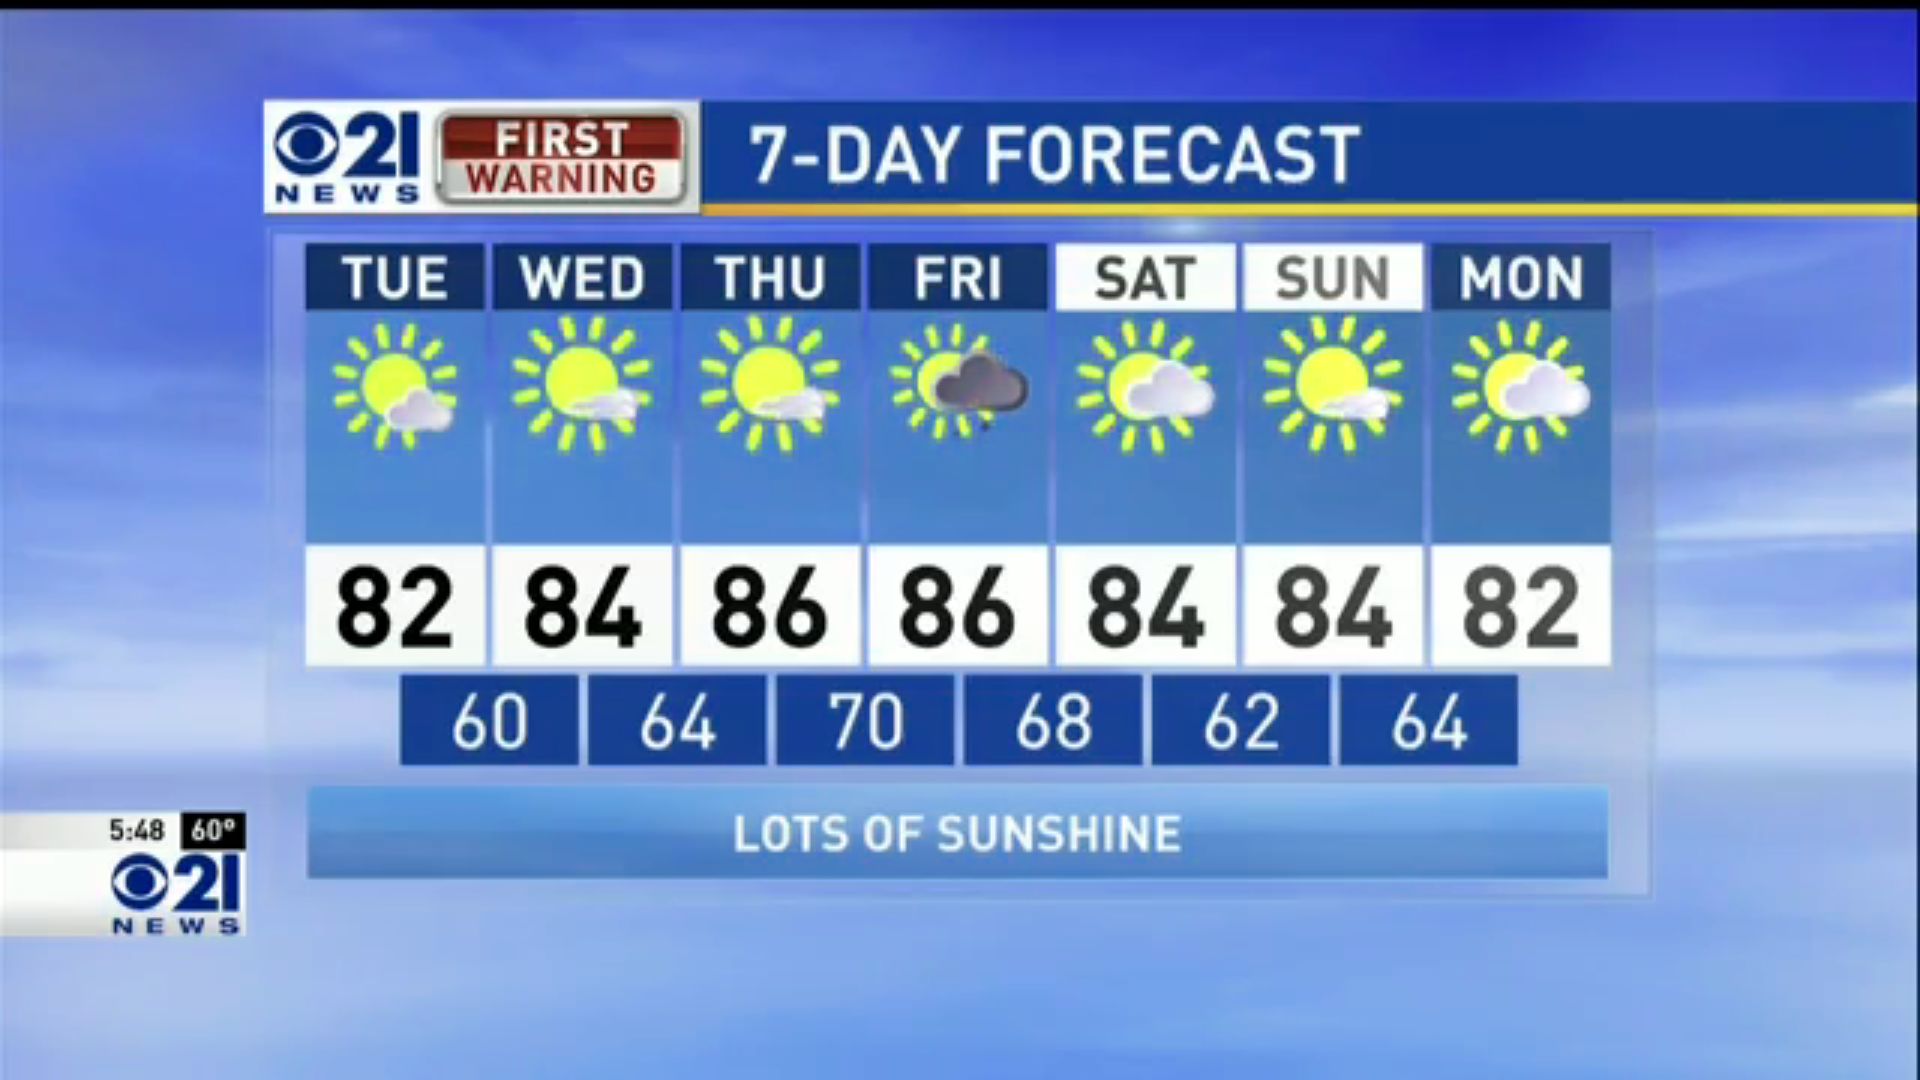 21 NEWS
FIRST WARNING
7-DAY FORECAST
TUE WED THU FRI SAT SUN MON
82 84 86 86 84 84 82
60 64 70 68 62 64
LOTS OF SUNSHINE
5:48 60°
21 NEWS